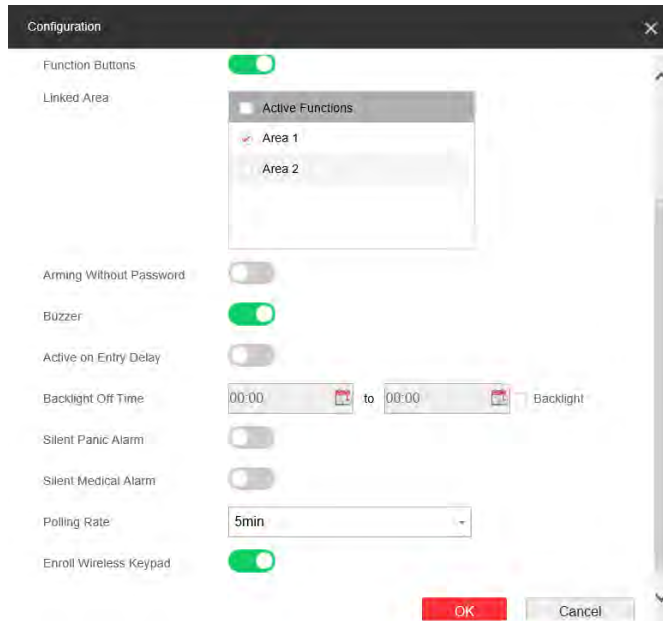 Configuration
Function Buttons
Linked Area
Active Functions
Area 1
Area 2
Arming Without Password
Buzzer
Active on Entry Delay
Backlight Off Time 00:00 to 00:00 Backlight
Silent Panic Alarm
Silent Medical Alarm
Polling Rate 5min
Enroll Wireless Keypad
OK Cancel